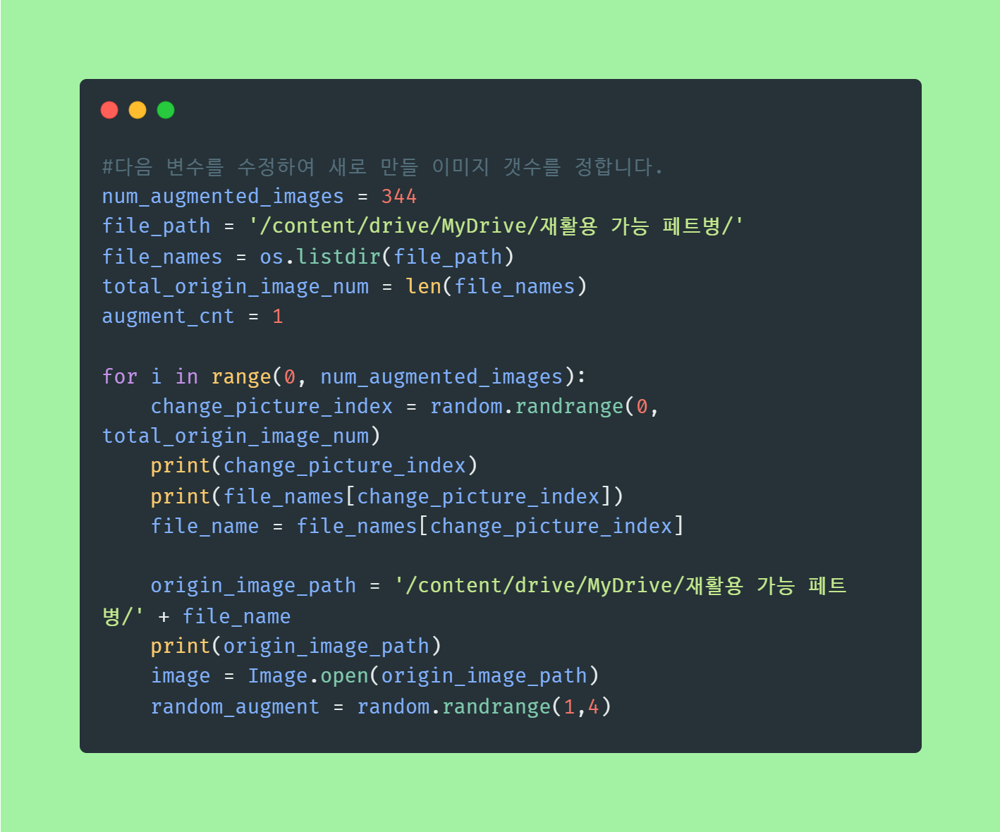 #다음 변수를 수정하여 새로 만들 이미지 갯수를 정합니다.
num_augmented_images = 344
file_path = '/content/drive/MyDrive/재활용 가능 페트병/'
file_names = os.listdir(file_path)
total_origin_image_num = len(file_names)
augment_cnt = 1

for i in range(0, num_augmented_images):
    change_picture_index = random.randrange(0,
total_origin_image_num)
    print(change_picture_index)
    print(file_names[change_picture_index])
    file_name = file_names[change_picture_index]

    origin_image_path = '/content/drive/MyDrive/재활용 가능 페트
병/' + file_name
    print(origin_image_path)
    image = Image.open(origin_image_path)
    random_augment = random.randrange(1,4)